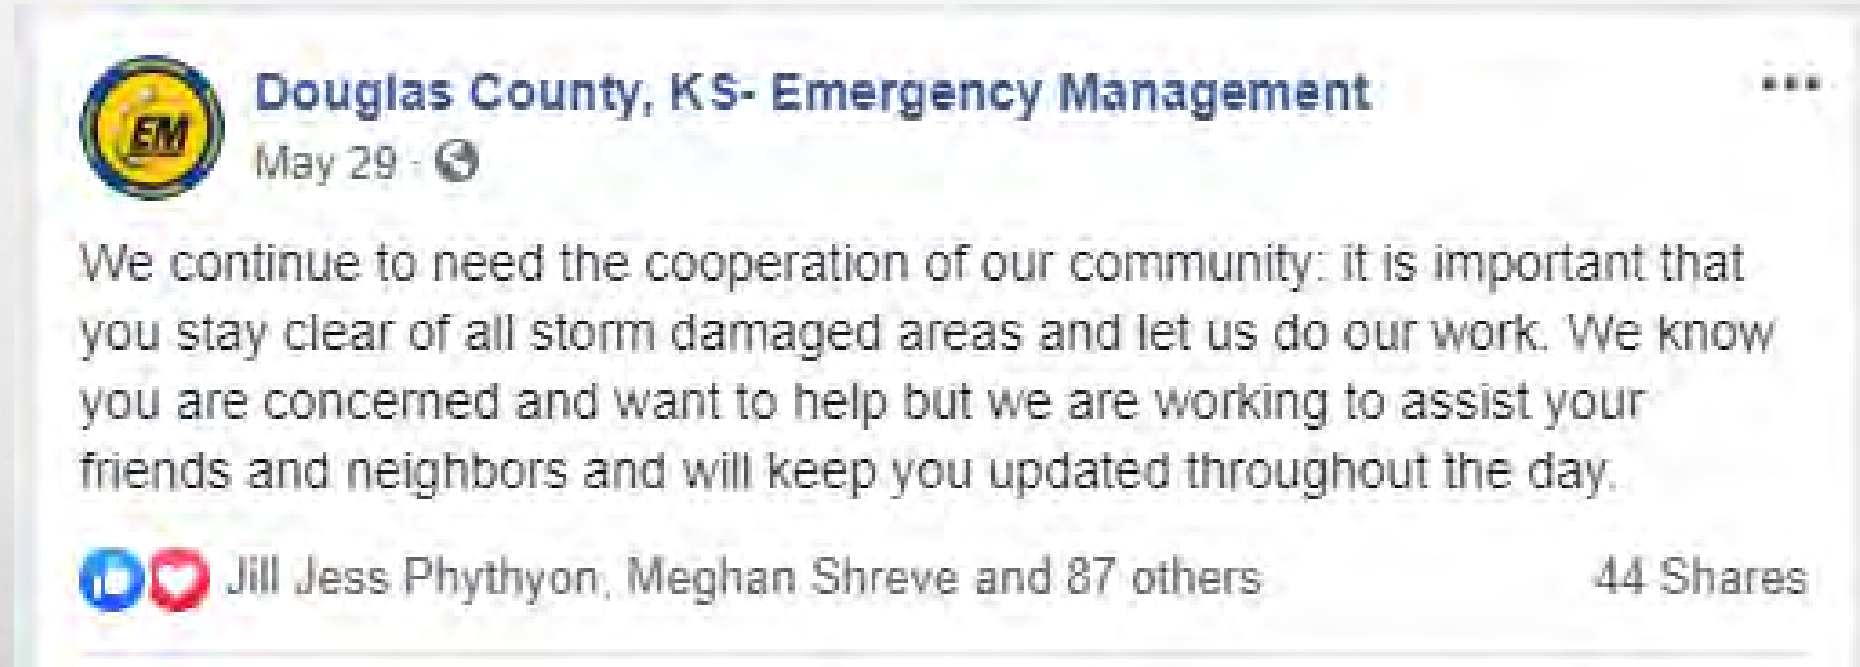 Douglas County, KS- Emergency Management
EM
May 29 ·
We continue to need the cooperation of our community: it is important that
you stay clear of all storm damaged areas and let us do our work. We know
you are concerned and want to help but we are working to assist your
friends and neighbors and will keep you updated throughout the day.
Jill Jess Phythyon, Meghan Shreve and 87 others 44 Shares